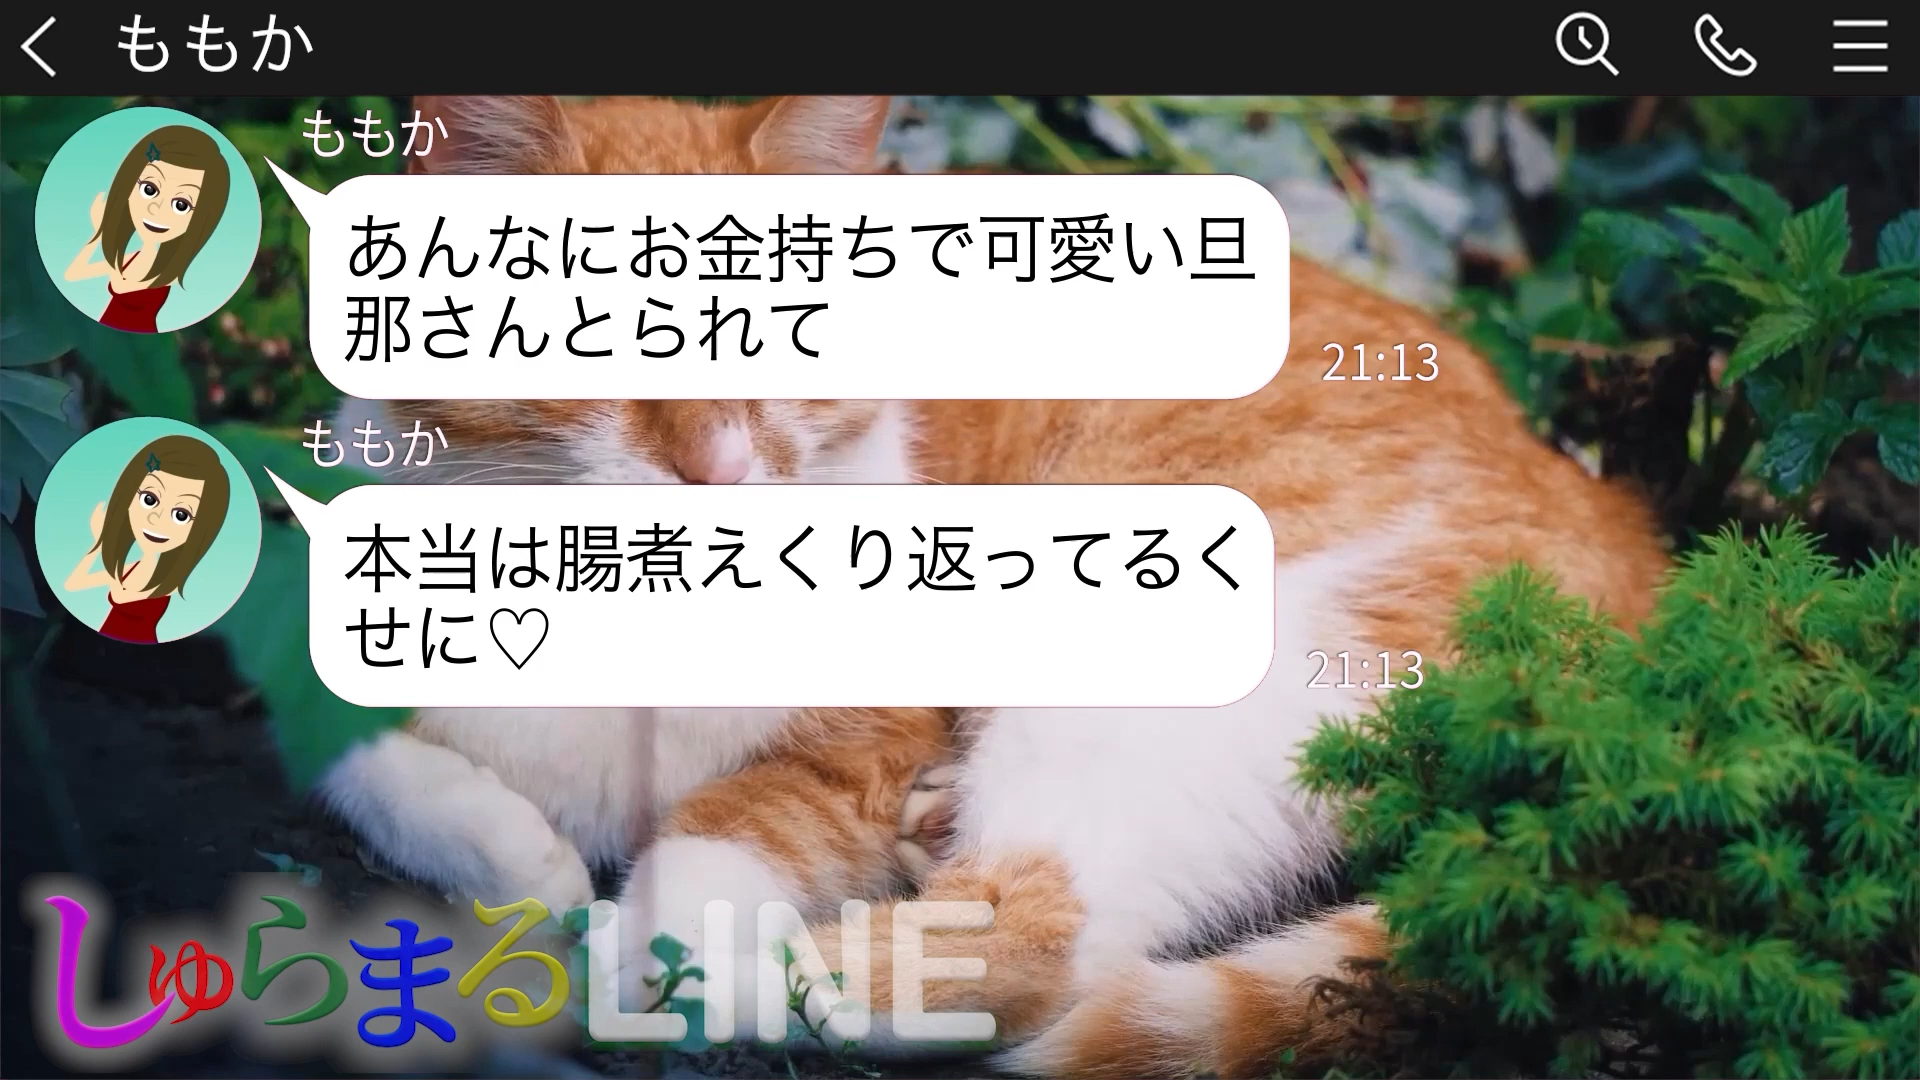 ももか
ももか
あんなにお金持ちで可愛い旦
那さんとられて
21:13
ももか
本当は腸煮えくり返ってるく
せに♡
21:13
しゅらまるLINE